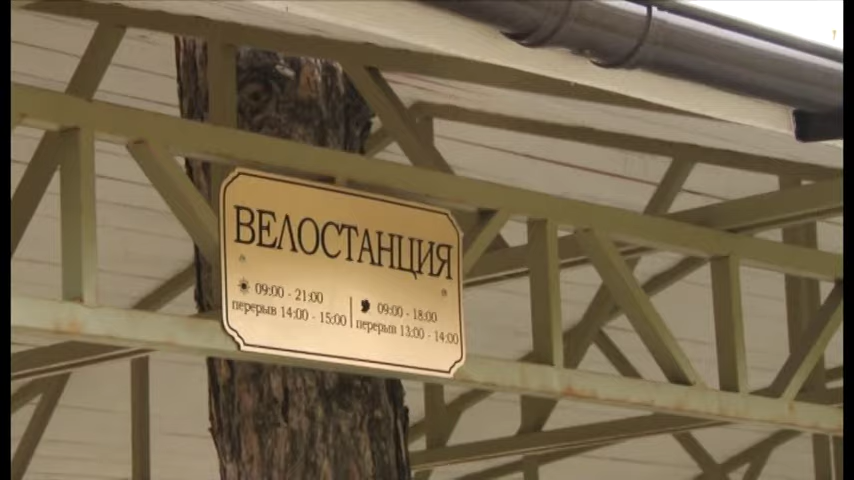 ВЕЛОСТАНЦИЯ
09:00 - 21:00
перерыв 14:00 - 15:00
09:00 - 18:00
перерыв 13:00 - 14:00